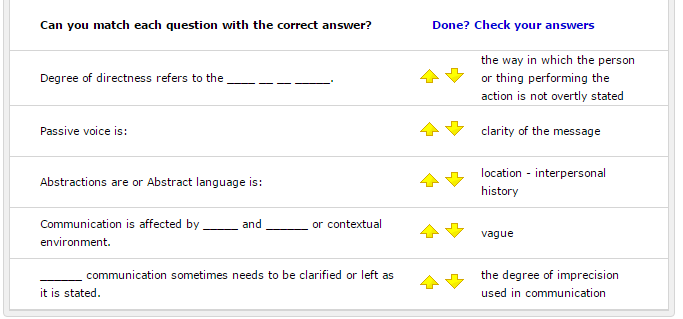 Can you match each question with the correct answer? Done? Check your answers
Degree of directness refers to the ____ __ __ _____.
the way in which the person
or thing performing the
action is not overtly stated
Passive voice is:
clarity of the message
Abstractions are or Abstract language is:
location - interpersonal
history
Communication is affected by _____ and ______ or contextual
environment.
vague
______ communication sometimes needs to be clarified or left as
it is stated.
the degree of imprecision
used in communication